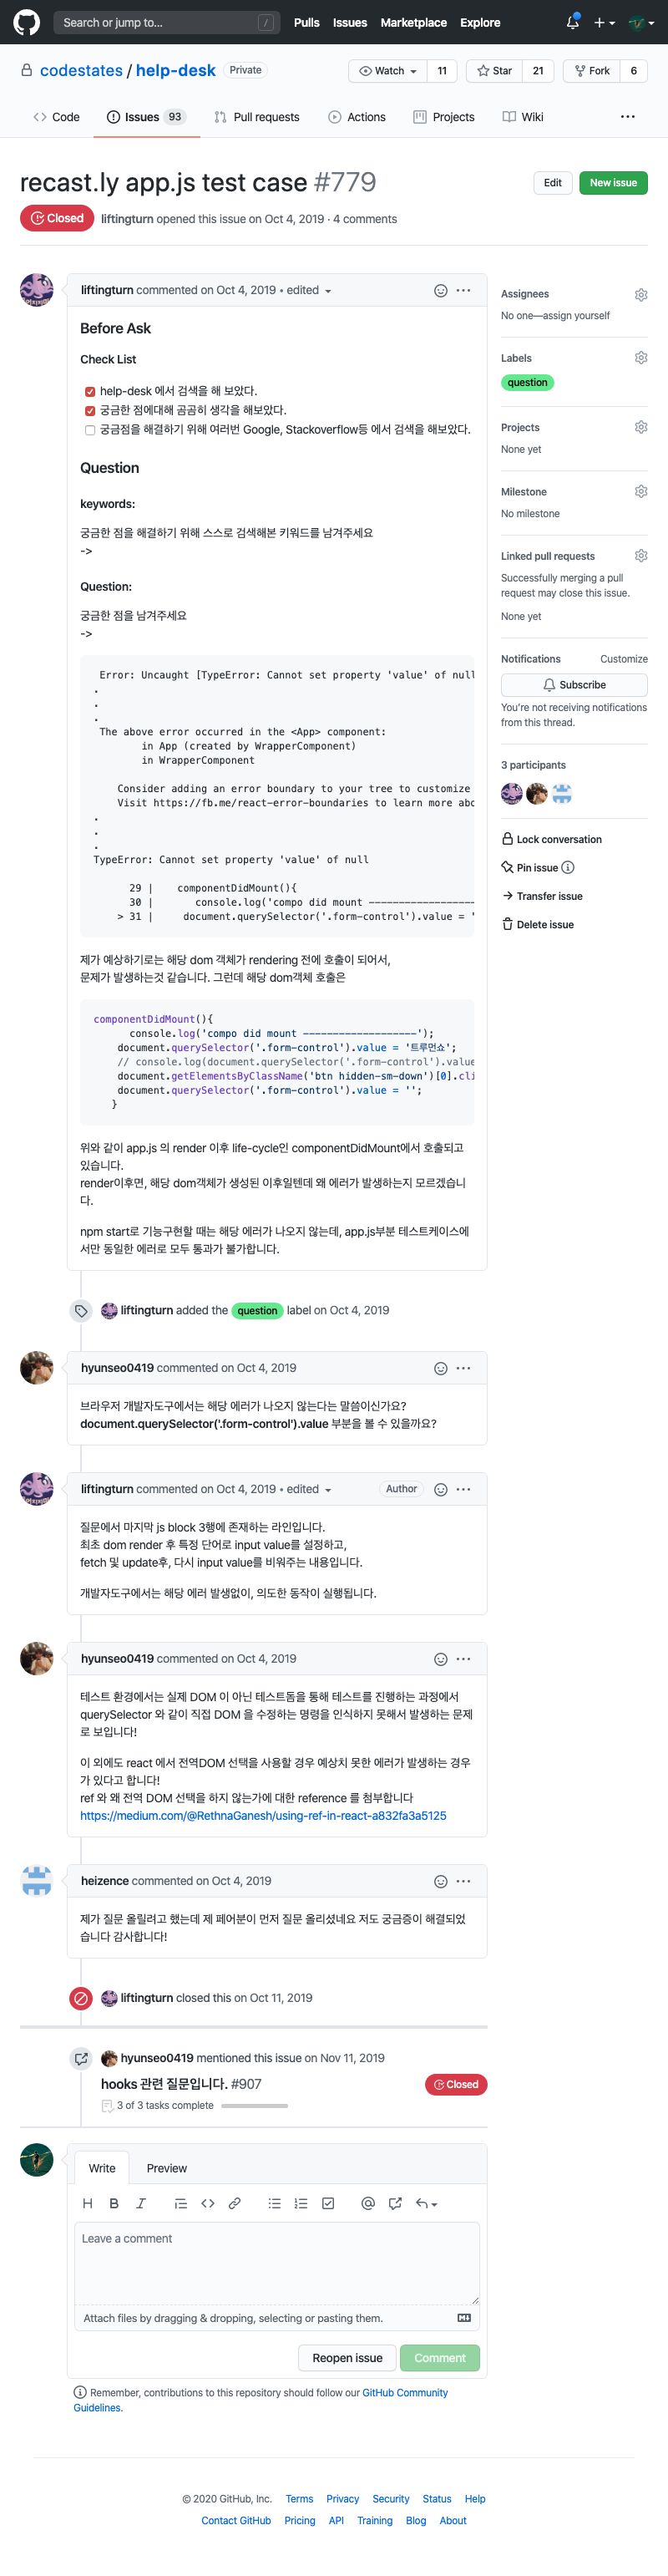 Search or jump to...
/
Pulls Issues Marketplace Explore
codestates / help-desk Private
Watch 11 Star 21 Fork 6
Code Issues 93 Pull requests Actions Projects Wiki ...
recast.ly app.js test case #779
Edit New issue
Closed liftingturn opened this issue on Oct 4, 2019 · 4 comments
liftingturn commented on Oct 4, 2019 • edited
Before Ask
Check List
help-desk 에서 검색을 해 보았다.
궁금한 점에대해 곰곰히 생각을 해보았다.
궁금점을 해결하기 위해 여러번 Google, Stackoverflow등 에서 검색을 해보았다.
Question
keywords:
궁금한 점을 해결하기 위해 스스로 검색해본 키워드를 남겨주세요
->
Question:
궁금한 점을 남겨주세요
->
Error: Uncaught [TypeError: Cannot set property 'value' of null
.
.
.
The above error occurred in the <App> component:
in App (created by WrapperComponent)
in WrapperComponent
Consider adding an error boundary to your tree to customize
Visit https://fb.me/react-error-boundaries to learn more abo
.
.
.
TypeError: Cannot set property 'value' of null
29 | componentDidMount(){
30 | console.log('compo did mount ------------------
> 31 | document.querySelector('.form-control').value = '
제가 예상하기로는 해당 dom 객체가 rendering 전에 호출이 되어서,
문제가 발생하는것 같습니다. 그런데 해당 dom객체 호출은
componentDidMount(){
console.log('compo did mount -------------------');
document.querySelector('.form-control').value = '트루먼쇼';
// console.log(document.querySelector('.form-control').value
document.getElementsByClassName('btn hidden-sm-down')[0].cli
document.querySelector('.form-control').value = '';
}
위와 같이 app.js 의 render 이후 life-cycle인 componentDidMount에서 호출되고
있습니다.
render이후면, 해당 dom객체가 생성된 이후일텐데 왜 에러가 발생하는지 모르겠습니
다.
npm start로 기능구현할 때는 해당 에러가 나오지 않는데, app.js부분 테스트케이스에
서만 동일한 에러로 모두 통과가 불가합니다.
liftingturn added the question label on Oct 4, 2019
hyunseo0419 commented on Oct 4, 2019
브라우저 개발자도구에서는 해당 에러가 나오지 않는다는 말씀이신가요?
document.querySelector('.form-control').value 부분을 볼 수 있을까요?
liftingturn commented on Oct 4, 2019 • edited Author
질문에서 마지막 js block 3행에 존재하는 라인입니다.
최초 dom render 후 특정 단어로 input value를 설정하고,
fetch 및 update후, 다시 input value를 비워주는 내용입니다.
개발자도구에서는 해당 에러 발생없이, 의도한 동작이 실행됩니다.
hyunseo0419 commented on Oct 4, 2019
테스트 환경에서는 실제 DOM 이 아닌 테스트돔을 통해 테스트를 진행하는 과정에서
querySelector 와 같이 직접 DOM 을 수정하는 명령을 인식하지 못해서 발생하는 문제
로 보입니다!
이 외에도 react 에서 전역DOM 선택을 사용할 경우 예상치 못한 에러가 발생하는 경우
가 있다고 합니다!
ref 와 왜 전역 DOM 선택을 하지 않는가에 대한 reference 를 첨부합니다
https://medium.com/@RethnaGanesh/using-ref-in-react-a832fa3a5125
heizence commented on Oct 4, 2019
제가 질문 올릴려고 했는데 제 페어분이 먼저 질문 올리셨네요 저도 궁금증이 해결되었
습니다 감사합니다!
liftingturn closed this on Oct 11, 2019
hyunseo0419 mentioned this issue on Nov 11, 2019
hooks 관련 질문입니다. #907
Closed
3 of 3 tasks complete
Write Preview
H B I
Leave a comment
Attach files by dragging & dropping, selecting or pasting them.
Reopen issue Comment
Remember, contributions to this repository should follow our GitHub Community
Guidelines.
Assignees
No one—assign yourself
Labels
question
Projects
None yet
Milestone
No milestone
Linked pull requests
Successfully merging a pull
request may close this issue.
None yet
Notifications Customize
Subscribe
You're not receiving notifications
from this thread.
3 participants
Lock conversation
Pin issue
Transfer issue
Delete issue
© 2020 GitHub, Inc. Terms Privacy Security Status Help
Contact GitHub Pricing API Training Blog About